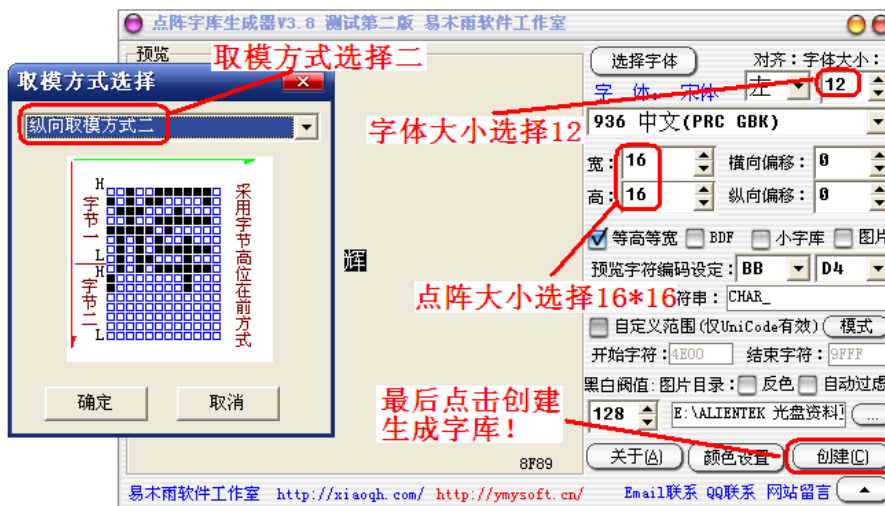 点阵字库生成器V3.8 测试第二版 易木雨软件工作室
预览
取模方式选择二
取模方式选择
纵向取模方式二
H
字节一
L
H
字节二
L
采用字节高位在前方式
确定
取消
辉
8F89
选择字体
对齐：字体大小：
字 体： 宋体
左
12
字体大小选择12
936 中文(PRC GBK)
宽：16
横向偏移：0
高：16
纵向偏移：0
等高等宽
BDF
小字库
图片
预览字符编码设定：BB
D4
点阵大小选择16*16
符串：CHAR_
自定义范围(仅UniCode有效)
模式
开始字符：4E00
结束字符：9FFF
黑白阀值：图片目录：
反色
自动过虑
128
E:\ALIENTEK 光盘资料
...
最后点击创建
生成字库！
关于(A)
颜色设置
创建(C)
易木雨软件工作室 http://xiaoqh.com/ http://ymysoft.cn/
Email联系 QQ联系 网站留言